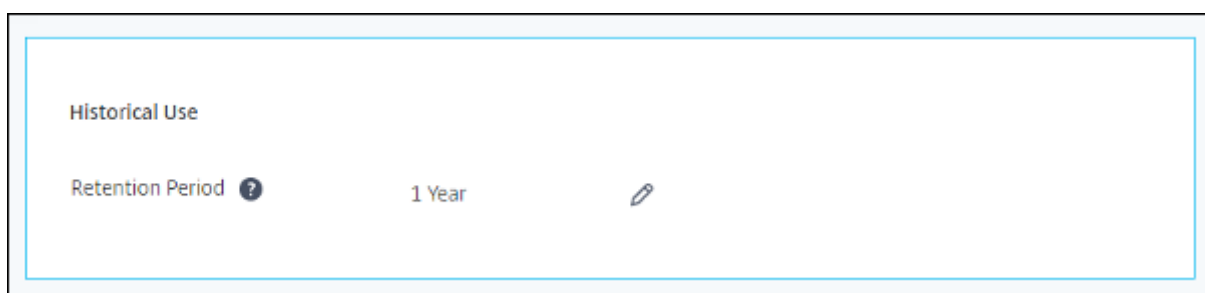 Historical Use
Retention Period ? 1 Year